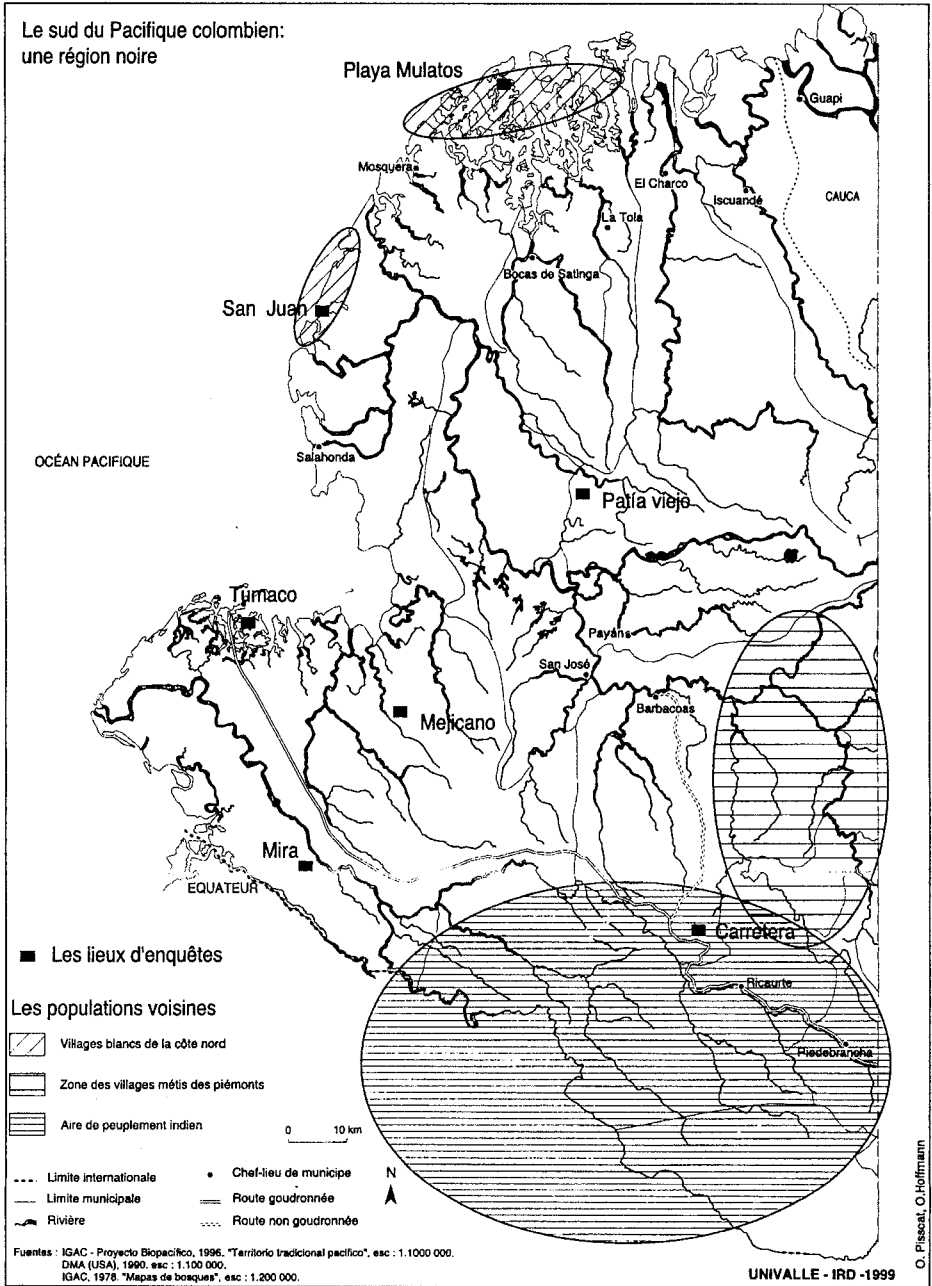 Le sud du Pacifique colombien:
une région noire
Playa Mulatos
Guapi
Mosquera
El Charco
Iscuandé
CAUCA
La Tola
Bocas de Satinga
San Juan
OCÉAN PACIFIQUE
Salahonda
Patía viejo
Tumaco
Payán
San José
Barbacoas
Mejicano
Mira
EQUATEUR
Carretera
Ricaurte
Piedebrancha
Les lieux d'enquêtes
Les populations voisines
Villages blancs de la côte nord
Zone des villages métis des piémonts
Aire de peuplement indien
0 10 km
Limite internationale
Limite municipale
Rivière
Chef-lieu de municipe
Route goudronnée
Route non goudronnée
N
Fuentes : IGAC - Proyecto Biopacífico, 1996. "Territorio tradicional pacífico", esc : 1.1000 000.
DMA (USA), 1990. esc : 1.100 000.
IGAC, 1978. "Mapas de bosques", esc : 1.200 000.
UNIVALLE - IRD -1999
O. Pissoat, O.Hoffmann